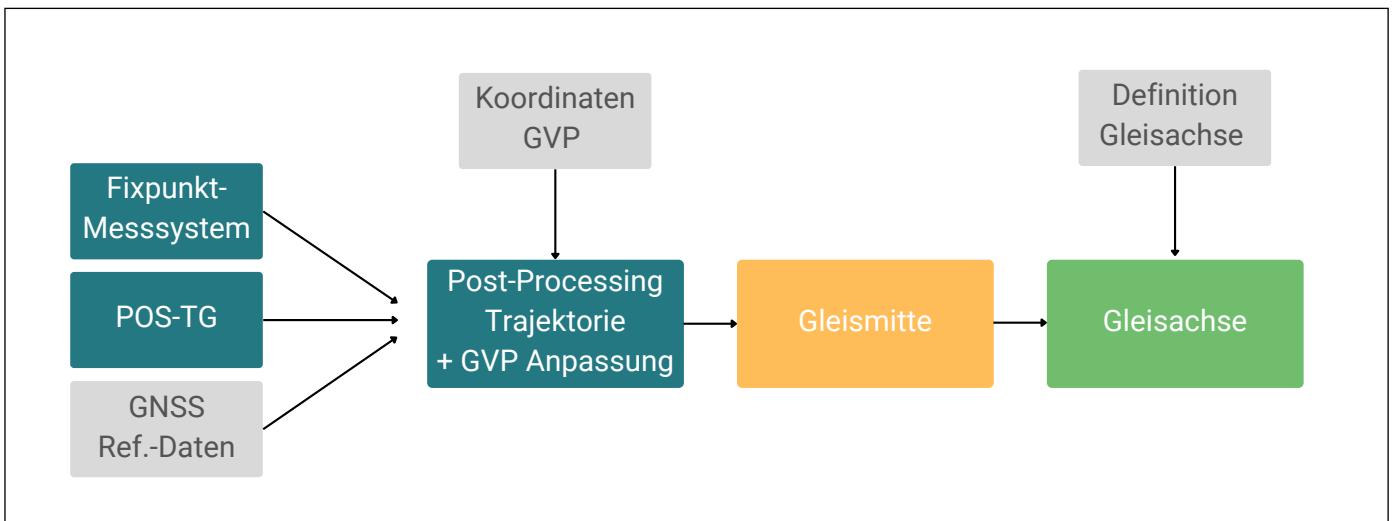 Koordinaten
GVP
Definition
Gleisachse
Fixpunkt-
Messsystem
POS-TG
GNSS
Ref.-Daten
Post-Processing
Trajektorie
+ GVP Anpassung
Gleismitte
Gleisachse